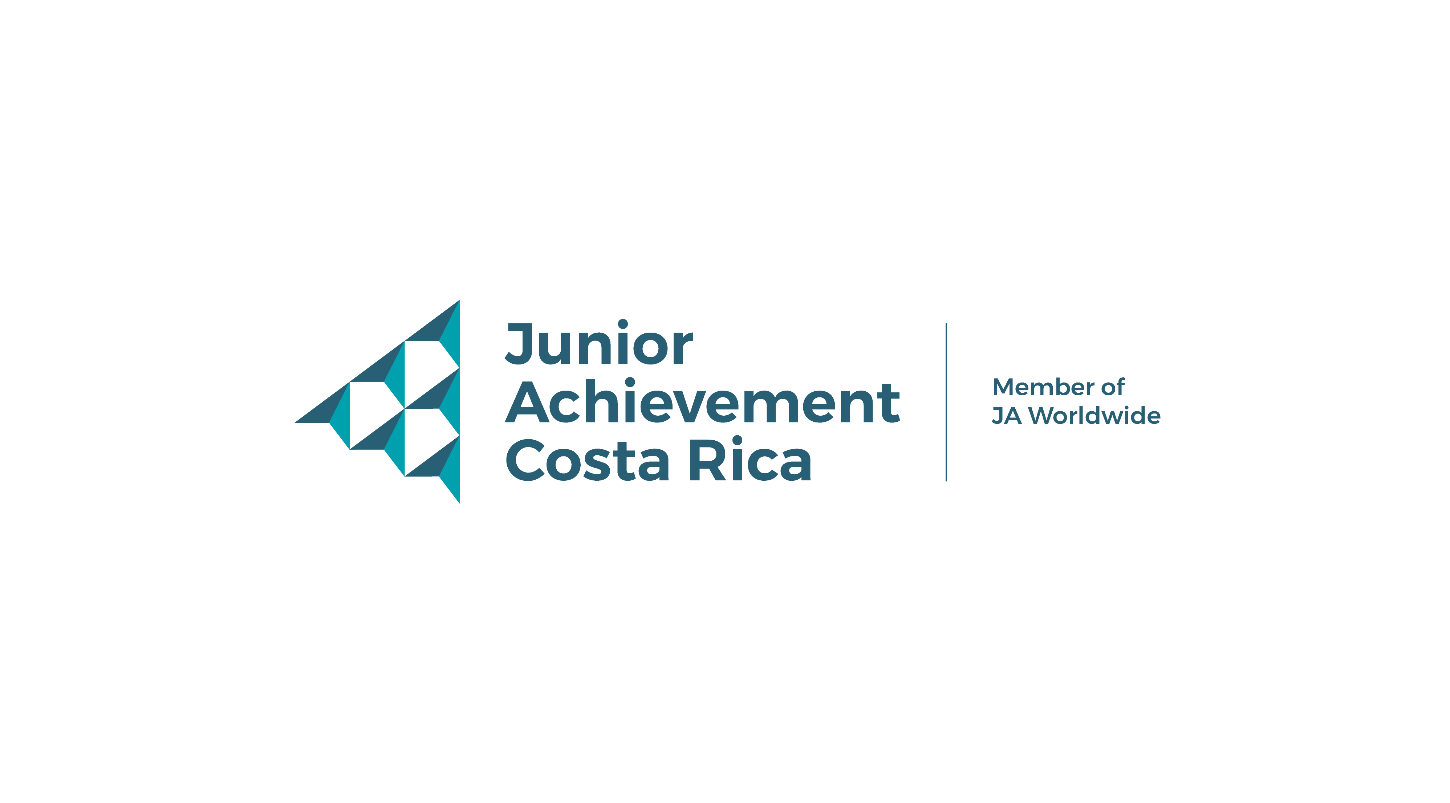 Junior
Achievement
Costa Rica
Member of
JA Worldwide